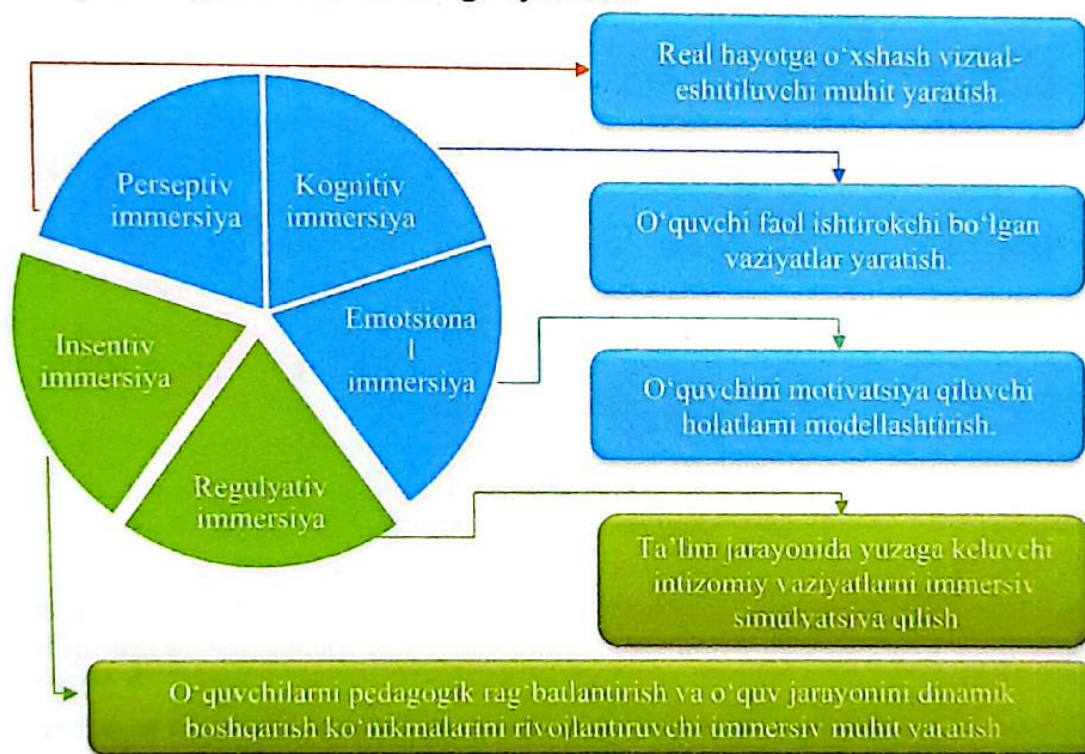 Real hayotga o‘xshash vizual-
eshitiluvchi muhit yaratish.
Perseptiv
immersiya
Kognitiv
immersiya
O‘quvchi faol ishtirokchi bo‘lgan
vaziyatlar yaratish.
Emotsiona
l
immersiya
Insentiv
immersiya
O‘quvchini motivatsiya qiluvchi
holatlarni modellashtirish.
Regulyativ
immersiya
Ta’lim jarayonida yuzaga keluvchi
intizomiy vaziyatlarni immersiv
simulyatsiya qilish
O‘quvchilarni pedagogik rag‘batlantirish va o‘quv jarayonini dinamik
boshqarish ko‘nikmalarini rivojlantiruvchi immersiv muhit yaratish